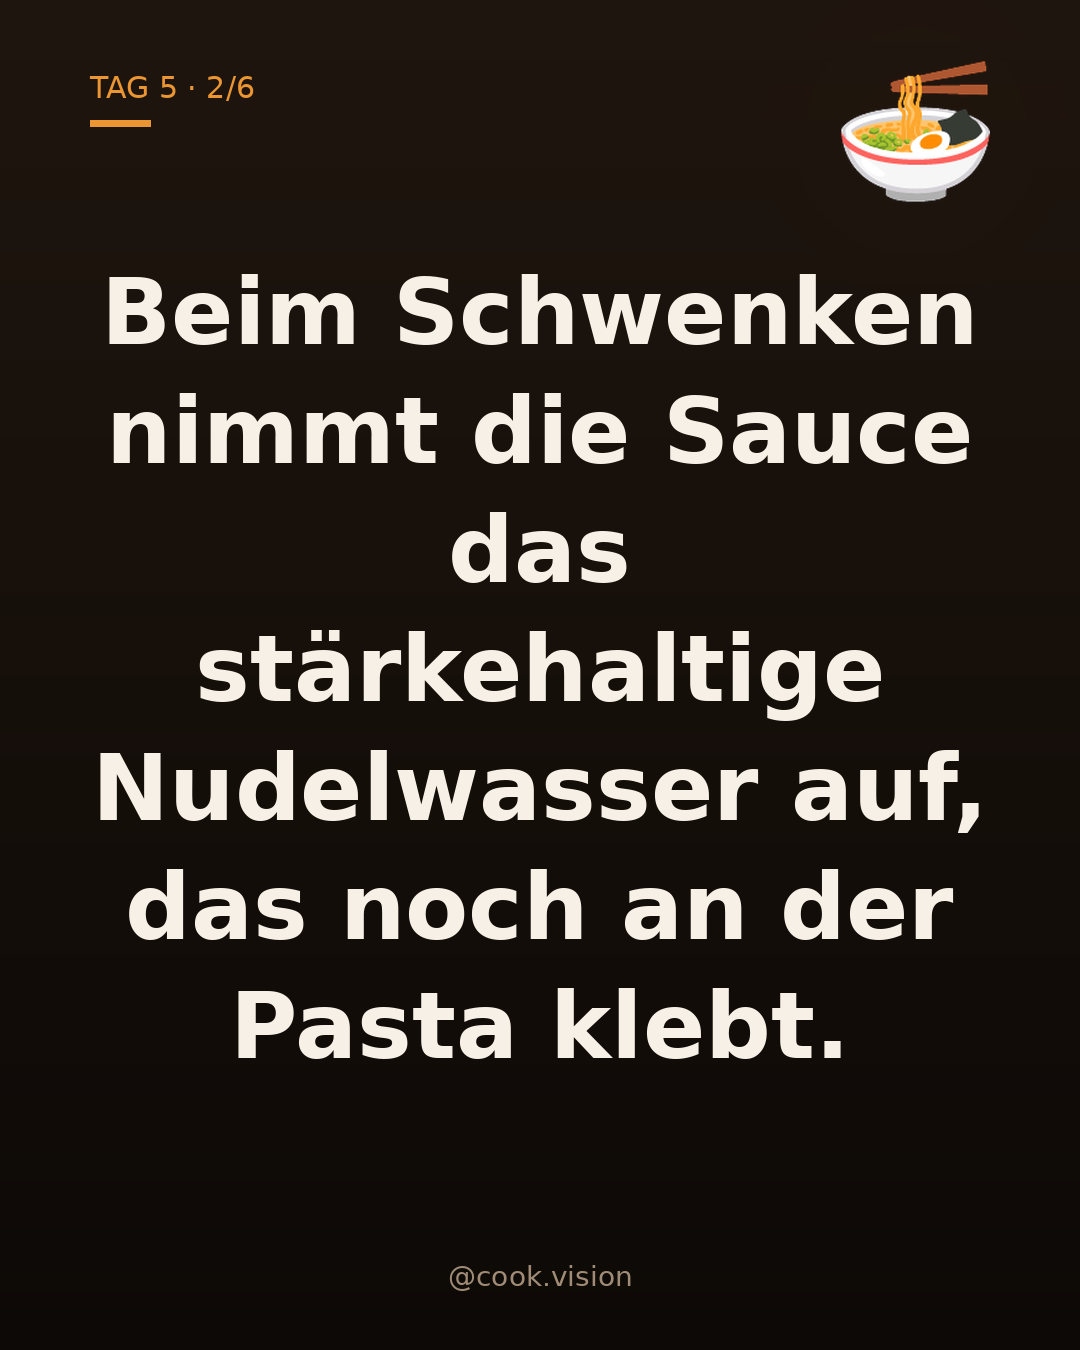 TAG 5 · 2/6
Beim Schwenken
nimmt die Sauce
das
stärkehaltige
Nudelwasser auf,
das noch an der
Pasta klebt.
@cook.vision